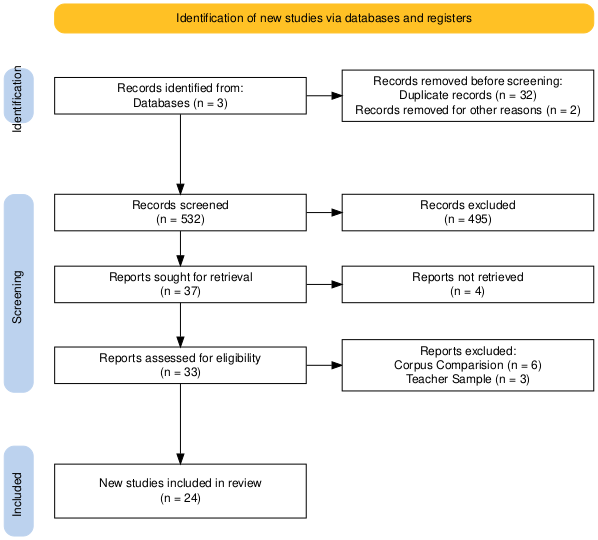 Identification of new studies via databases and registers
Identification
Records identified from:
Databases (n = 3)
Records removed before screening:
Duplicate records (n = 32)
Records removed for other reasons (n = 2)
Screening
Records screened
(n = 532)
Records excluded
(n = 495)
Reports sought for retrieval
(n = 37)
Reports not retrieved
(n = 4)
Reports assessed for eligibility
(n = 33)
Reports excluded:
Corpus Comparision (n = 6)
Teacher Sample (n = 3)
Included
New studies included in review
(n = 24)